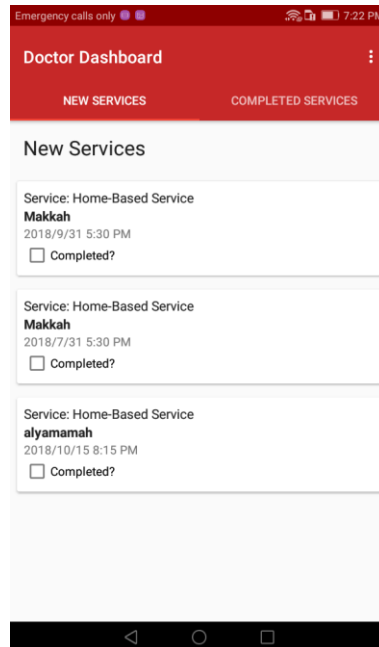 Emergency calls only 7:22 PM
Doctor Dashboard
NEW SERVICES COMPLETED SERVICES
New Services
Service: Home-Based Service
Makkah
2018/9/31 5:30 PM
Completed?
Service: Home-Based Service
Makkah
2018/7/31 5:30 PM
Completed?
Service: Home-Based Service
alyamamah
2018/10/15 8:15 PM
Completed?